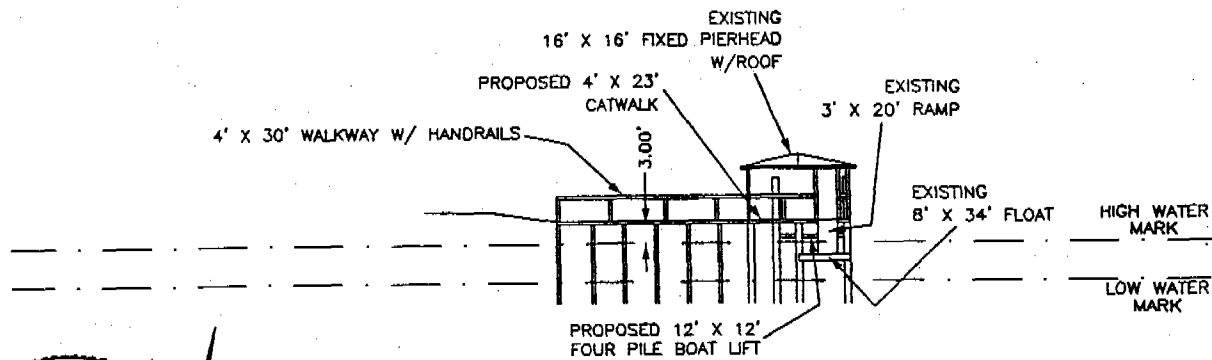 EXISTING
16' X 16' FIXED PIERHEAD
W/ROOF
PROPOSED 4' X 23'
CATWALK
EXISTING
3' X 20' RAMP
4' X 30' WALKWAY W/ HANDRAILS
3.00'
EXISTING
8' X 34' FLOAT
HIGH WATER
MARK
LOW WATER
MARK
PROPOSED 12' X 12'
FOUR PILE BOAT LIFT